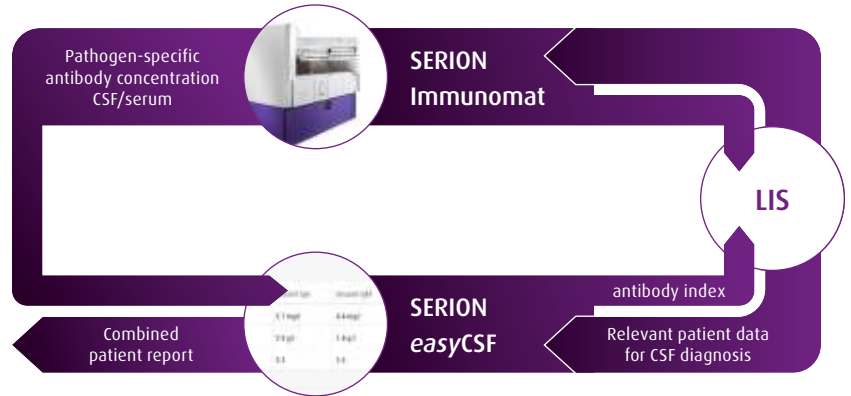 Pathogen-specific
antibody concentration
CSF/serum
SERION
Immunomat
LIS
SERION
easyCSF
antibody index
Relevant patient data
for CSF diagnosis
Combined
patient report